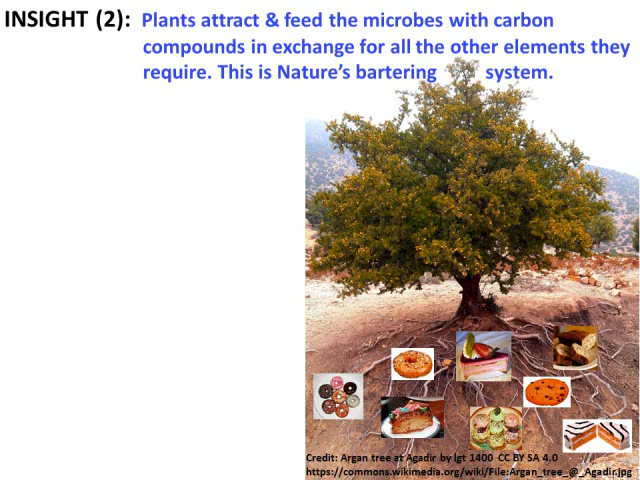 INSIGHT (2): Plants attract & feed the microbes with carbon
compounds in exchange for all the other elements they
require. This is Nature's bartering system.
Credit: Argan tree at Agadir by lgt 1400 CC BY SA 4.0
https://commons.wikimedia.org/wiki/File:Argan_tree_@_Agadir.jpg